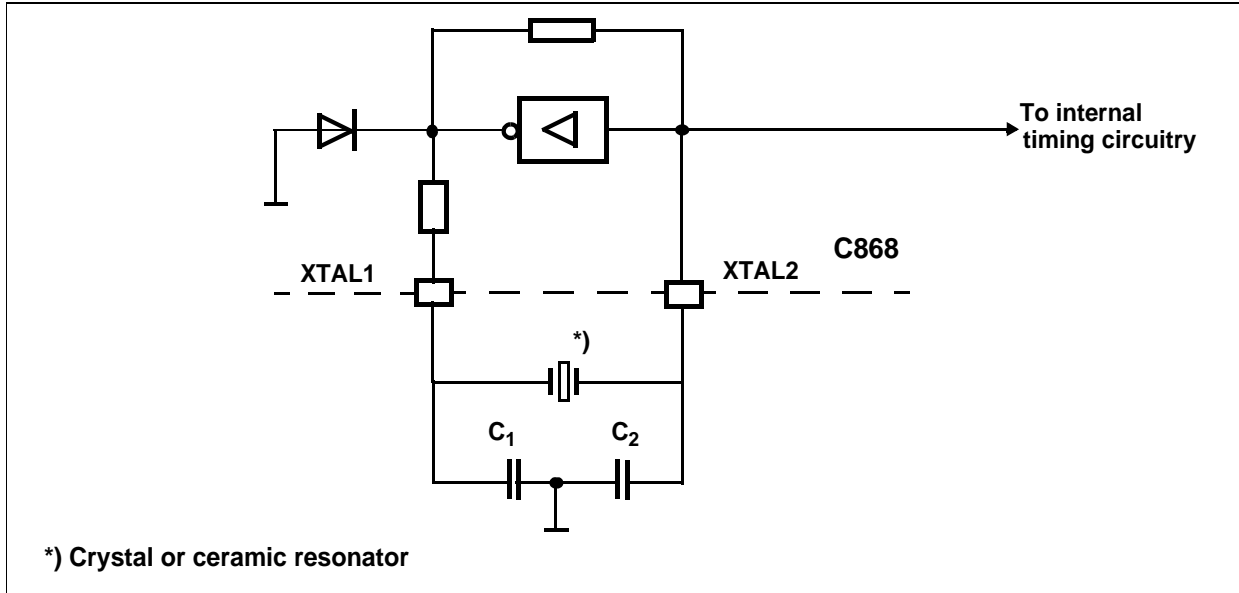 To internal
timing circuitry
C868
XTAL1
XTAL2
*)
C1
C2
*) Crystal or ceramic resonator